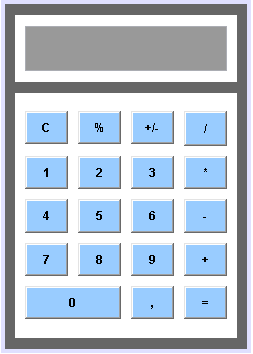 C % +/- /
1 2 3 *
4 5 6 -
7 8 9 +
0 , =